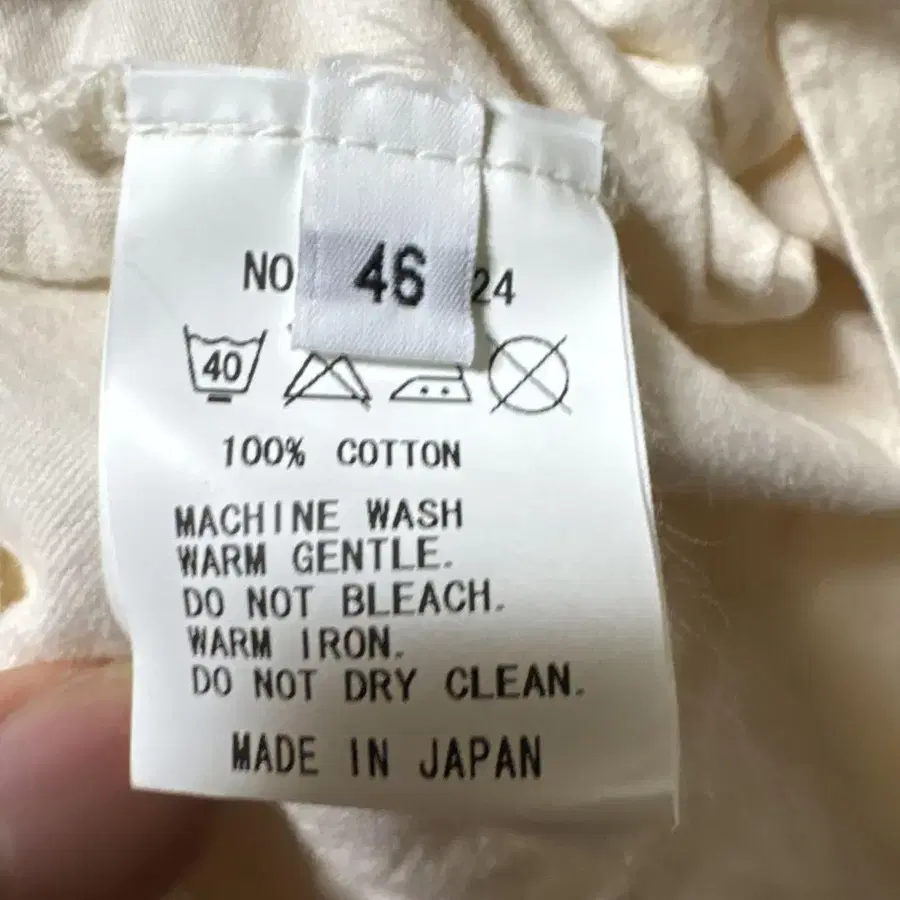 NO 46 24
40
100% COTTON
MACHINE WASH
WARM GENTLE.
DO NOT BLEACH.
WARM IRON.
DO NOT DRY CLEAN.
MADE IN JAPAN